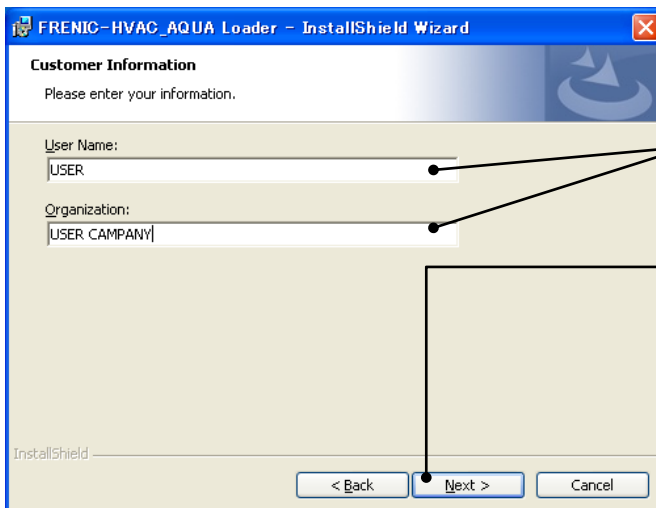 FRENIC-HVAC_AQUA Loader - InstallShield Wizard
Customer Information
Please enter your information.
User Name:
USER
Organization:
USER CAMPANY
InstallShield
< Back Next > Cancel